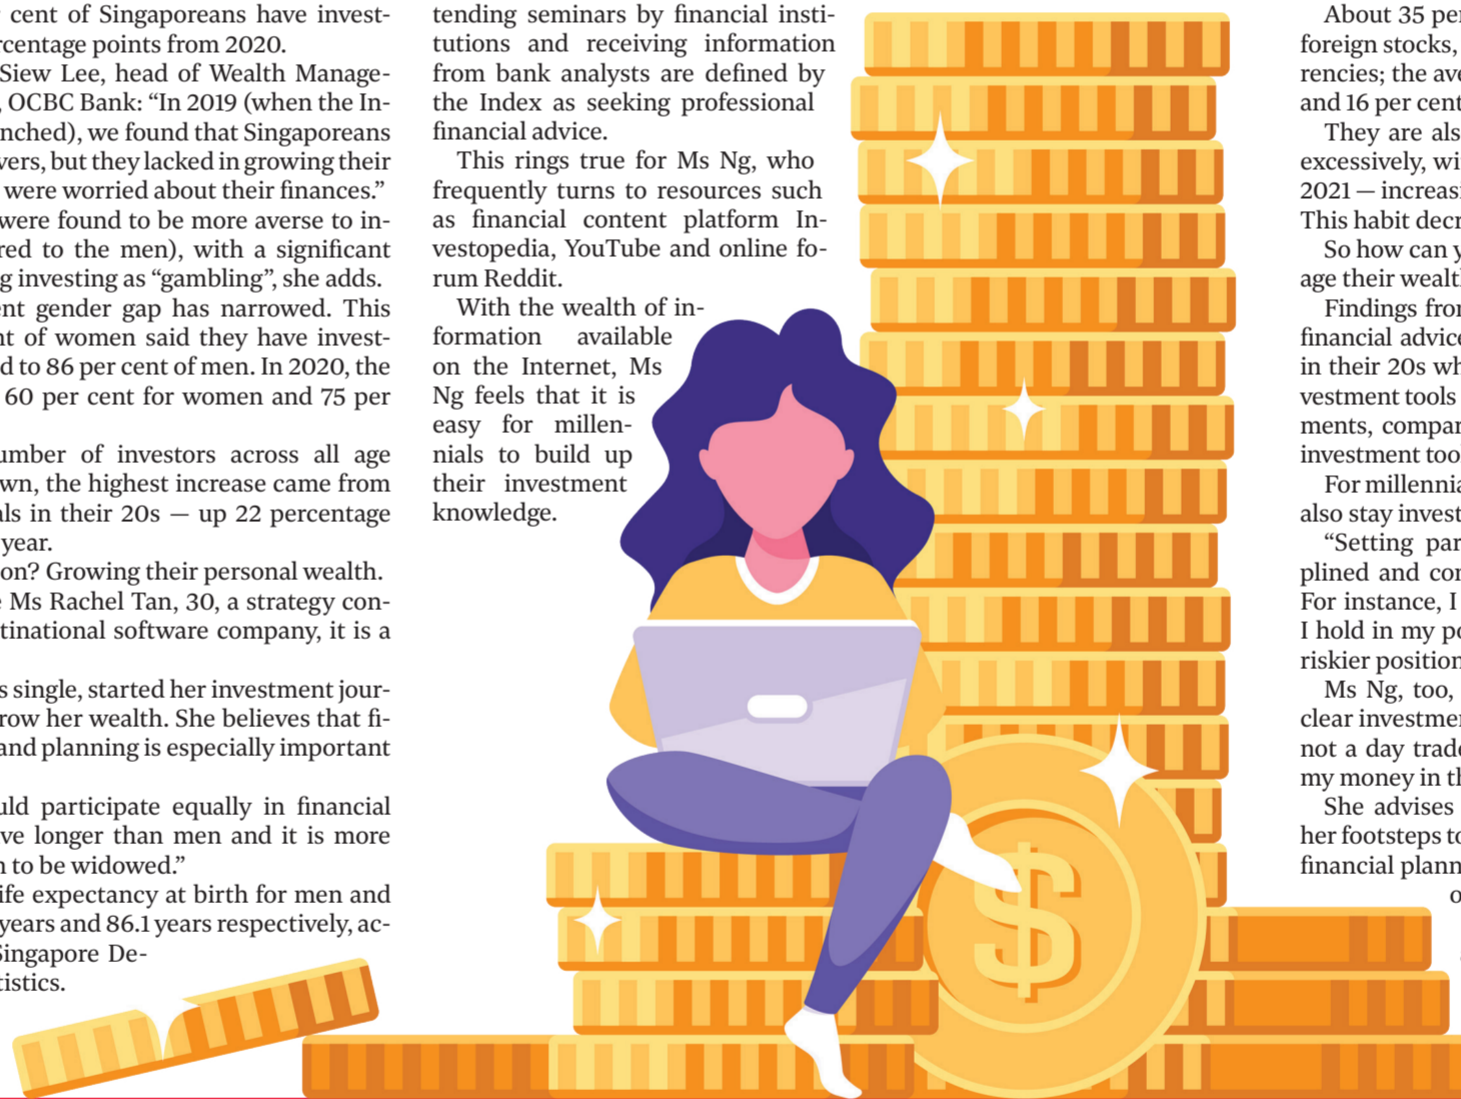 cent of Singaporeans have invest-
rcentage points from 2020.
Siew Lee, head of Wealth Manage-
, OCBC Bank: “In 2019 (when the In-
nched), we found that Singaporeans
vers, but they lacked in growing their
were worried about their finances.”
were found to be more averse to in-
red to the men), with a significant
g investing as “gambling”, she adds.
ent gender gap has narrowed. This
nt of women said they have invest-
d to 86 per cent of men. In 2020, the
60 per cent for women and 75 per
umber of investors across all age
wn, the highest increase came from
als in their 20s — up 22 percentage
year.
on? Growing their personal wealth.
e Ms Rachel Tan, 30, a strategy con-
tinational software company, it is a
s single, started her investment jour-
row her wealth. She believes that fi-
and planning is especially important
uld participate equally in financial
ve longer than men and it is more
n to be widowed.”
ife expectancy at birth for men and
years and 86.1 years respectively, ac-
Singapore De-
tistics.
tending seminars by financial insti-
tutions and receiving information
from bank analysts are defined by
the Index as seeking professional
financial advice.
This rings true for Ms Ng, who
frequently turns to resources such
as financial content platform In-
vestopedia, YouTube and online fo-
rum Reddit.
With the wealth of in-
formation available
on the Internet, Ms
Ng feels that it is
easy for millen-
nials to build up
their investment
knowledge.
$
About 35 per
foreign stocks,
rencies; the ave
and 16 per cent
They are als
excessively, wi
2021 — increasi
This habit decr
So how can y
age their wealt
Findings from
financial advice
in their 20s wh
vestment tools
ments, compar
investment too
For millennia
also stay invest
“Setting par
plined and con
For instance, I
I hold in my po
riskier position
Ms Ng, too,
clear investmen
not a day trade
my money in th
She advises
her footsteps to
financial plann
o